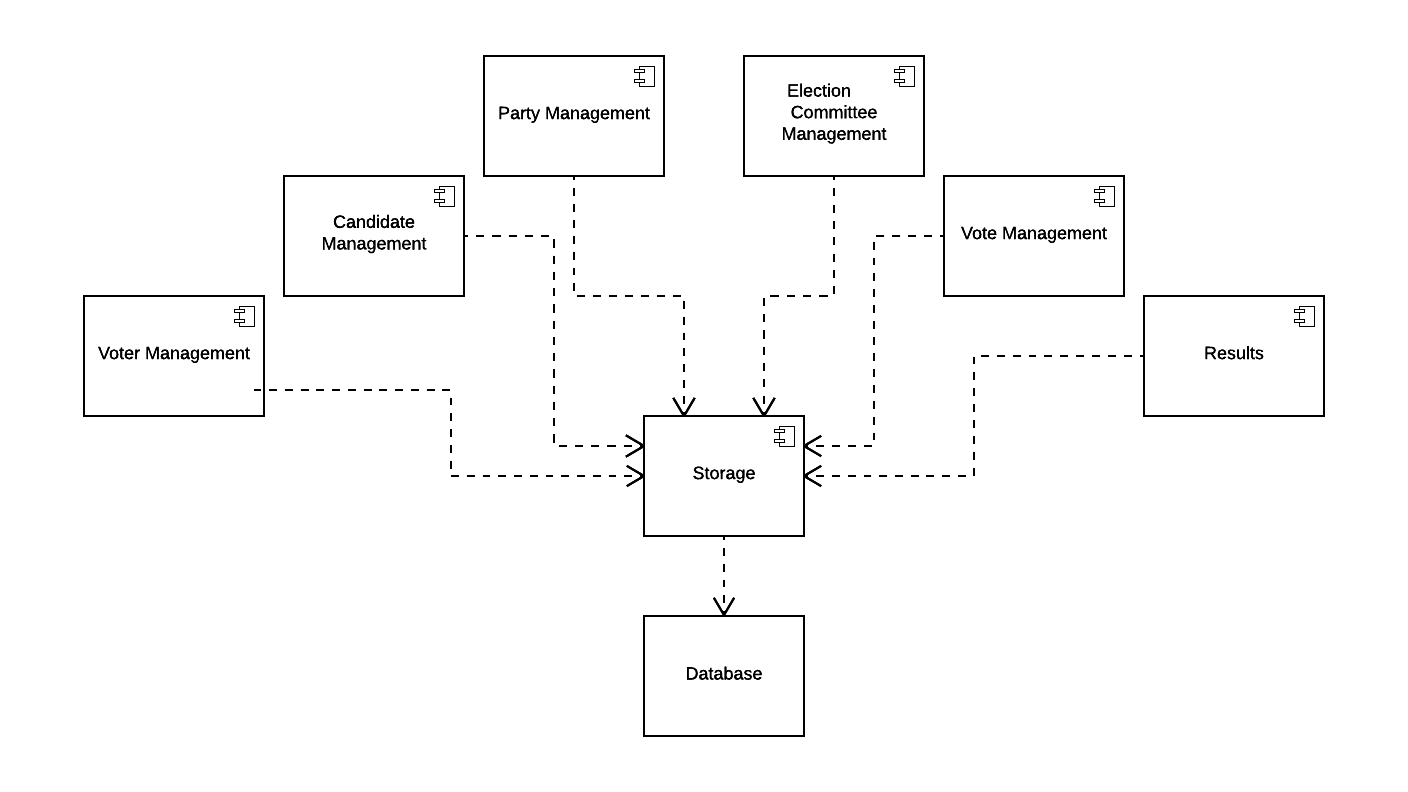 Party Management
Election
Committee
Management
Candidate
Management
Vote Management
Voter Management
Results
Storage
Database